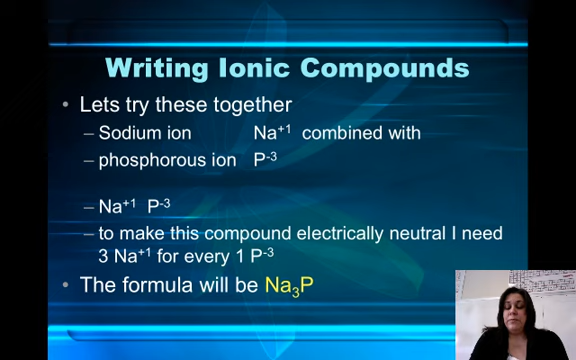 Writing Ionic Compounds
• Lets try these together
– Sodium ion Na⁺¹ combined with
– phosphorous ion P⁻³
– Na⁺¹ P⁻³
– to make this compound electrically neutral I need
3 Na⁺¹ for every 1 P⁻³
• The formula will be Na₃P